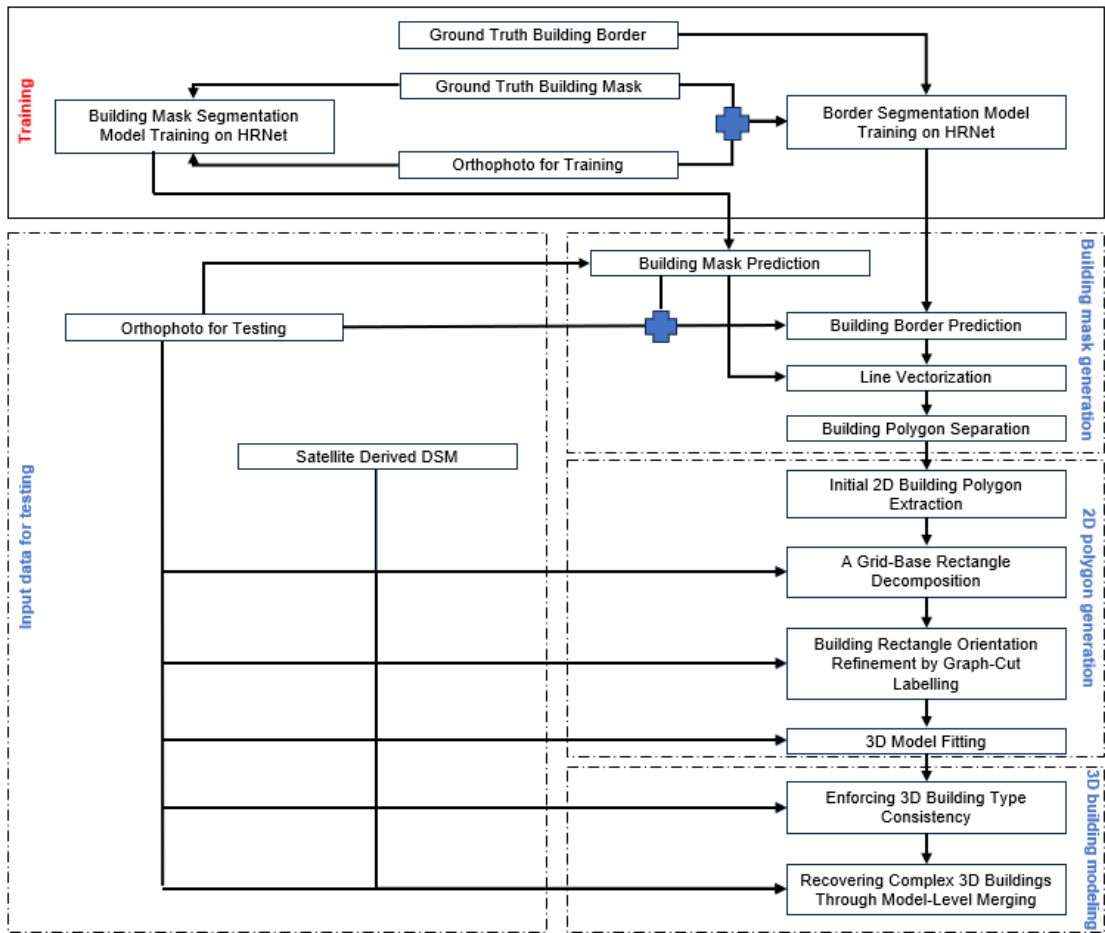 Training
Ground Truth Building Border
Ground Truth Building Mask
Building Mask Segmentation
Model Training on HRNet
Border Segmentation Model
Training on HRNet
Orthophoto for Training
Input data for testing
Building mask generation
Building Mask Prediction
Orthophoto for Testing
Building Border Prediction
Line Vectorization
Building Polygon Separation
Satellite Derived DSM
2D polygon generation
Initial 2D Building Polygon
Extraction
A Grid-Base Rectangle
Decomposition
Building Rectangle Orientation
Refinement by Graph-Cut
Labelling
3D Model Fitting
3D building modeling
Enforcing 3D Building Type
Consistency
Recovering Complex 3D Buildings
Through Model-Level Merging